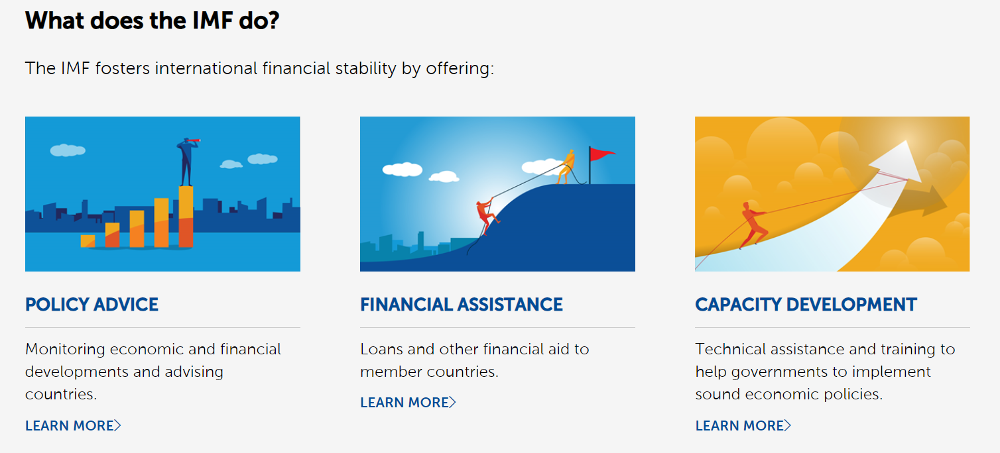 What does the IMF do?
The IMF fosters international financial stability by offering:
POLICY ADVICE
Monitoring economic and financial
developments and advising
countries.
LEARN MORE
FINANCIAL ASSISTANCE
Loans and other financial aid to
member countries.
LEARN MORE
CAPACITY DEVELOPMENT
Technical assistance and training to
help governments to implement
sound economic policies.
LEARN MORE